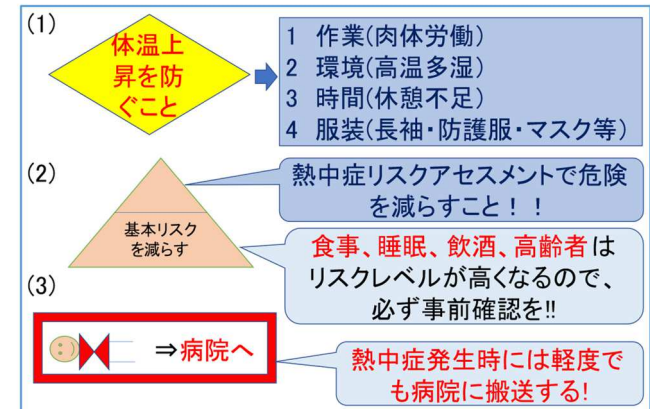 (1)
体温上
昇を防
ぐこと
1 作業(肉体労働)
2 環境(高温多湿)
3 時間(休憩不足)
4 服装(長袖・防護服・マスク等)
(2)
基本リスク
を減らす
熱中症リスクアセスメントで危険
を減らすこと!!
食事、睡眠、飲酒、高齢者は
リスクレベルが高くなるので、
必ず事前確認を!!
(3)
⇒病院へ
熱中症発生時には軽度で
も病院に搬送する!